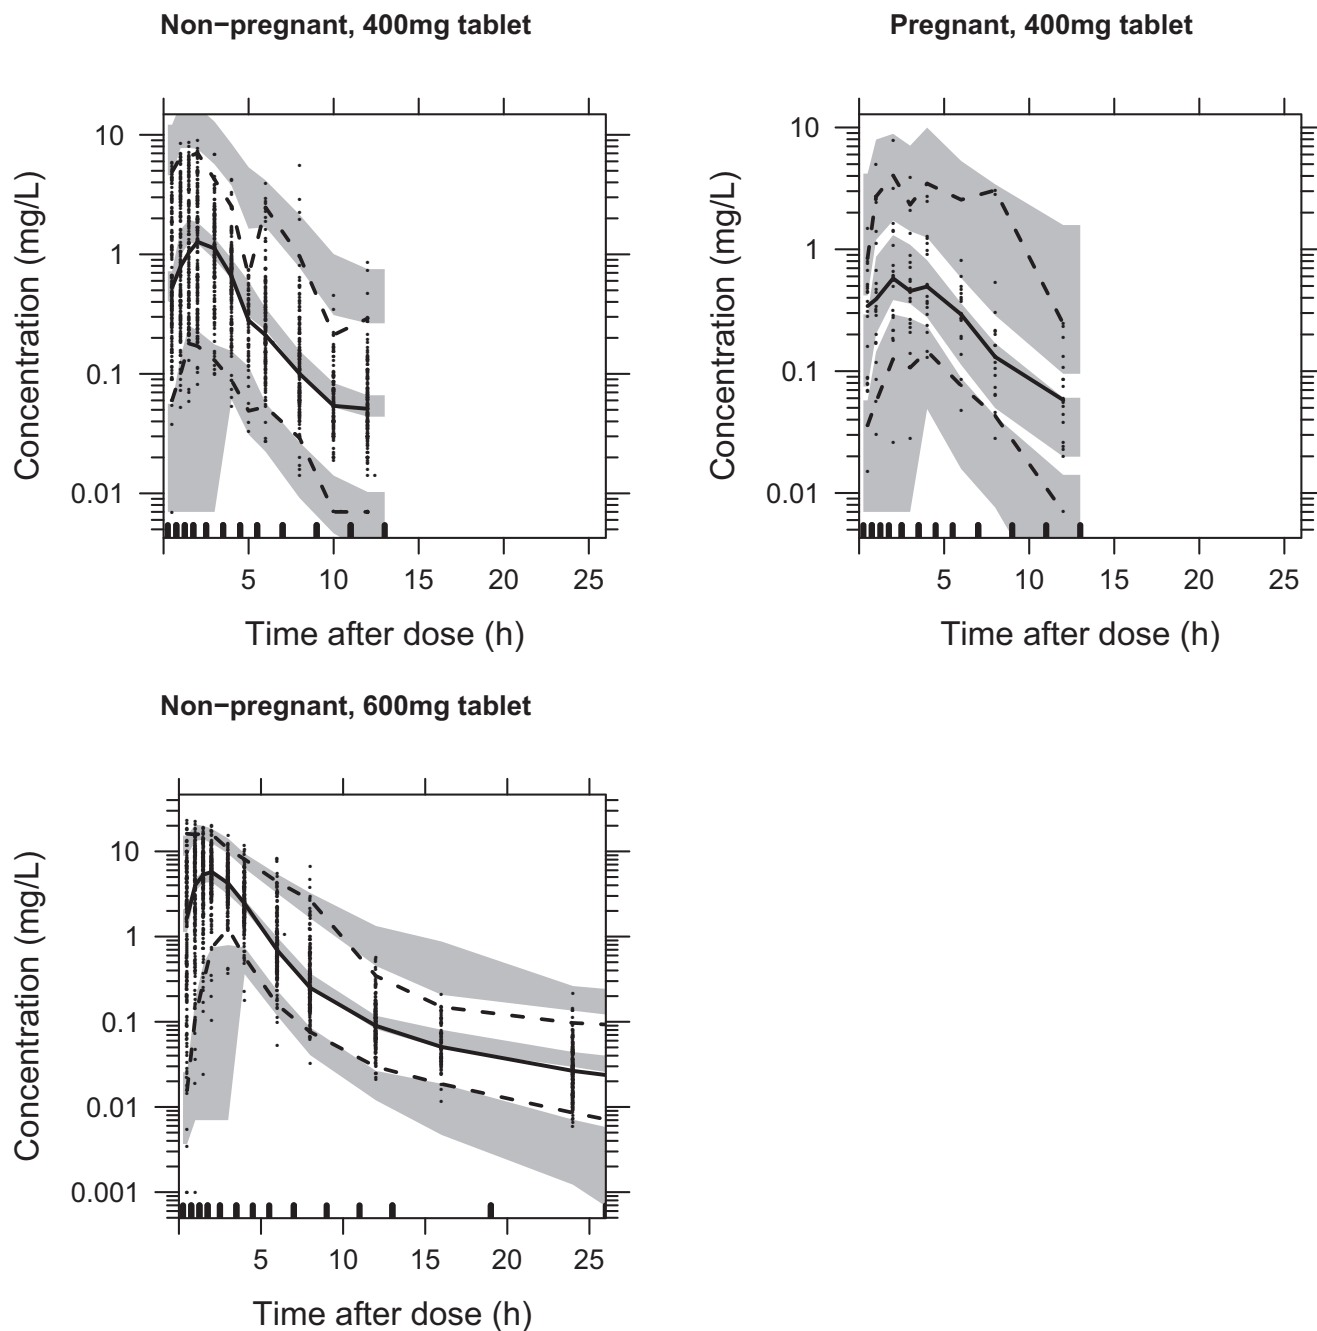 Non−pregnant, 400mg tablet
Concentration (mg/L)
10
1
0.1
0.01
5 10 15 20 25
Time after dose (h)
Pregnant, 400mg tablet
Concentration (mg/L)
10
1
0.1
0.01
5 10 15 20 25
Time after dose (h)
Non−pregnant, 600mg tablet
Concentration (mg/L)
10
1
0.1
0.01
0.001
5 10 15 20 25
Time after dose (h)